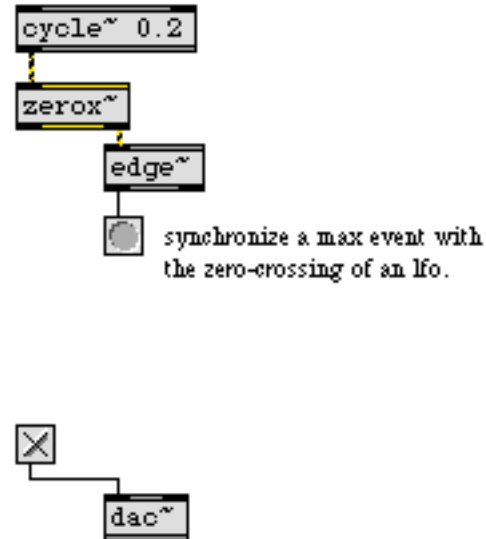 cycle~ 0.2
zerox~
edge~
synchronize a max event with
the zero-crossing of an lfo.
dac~